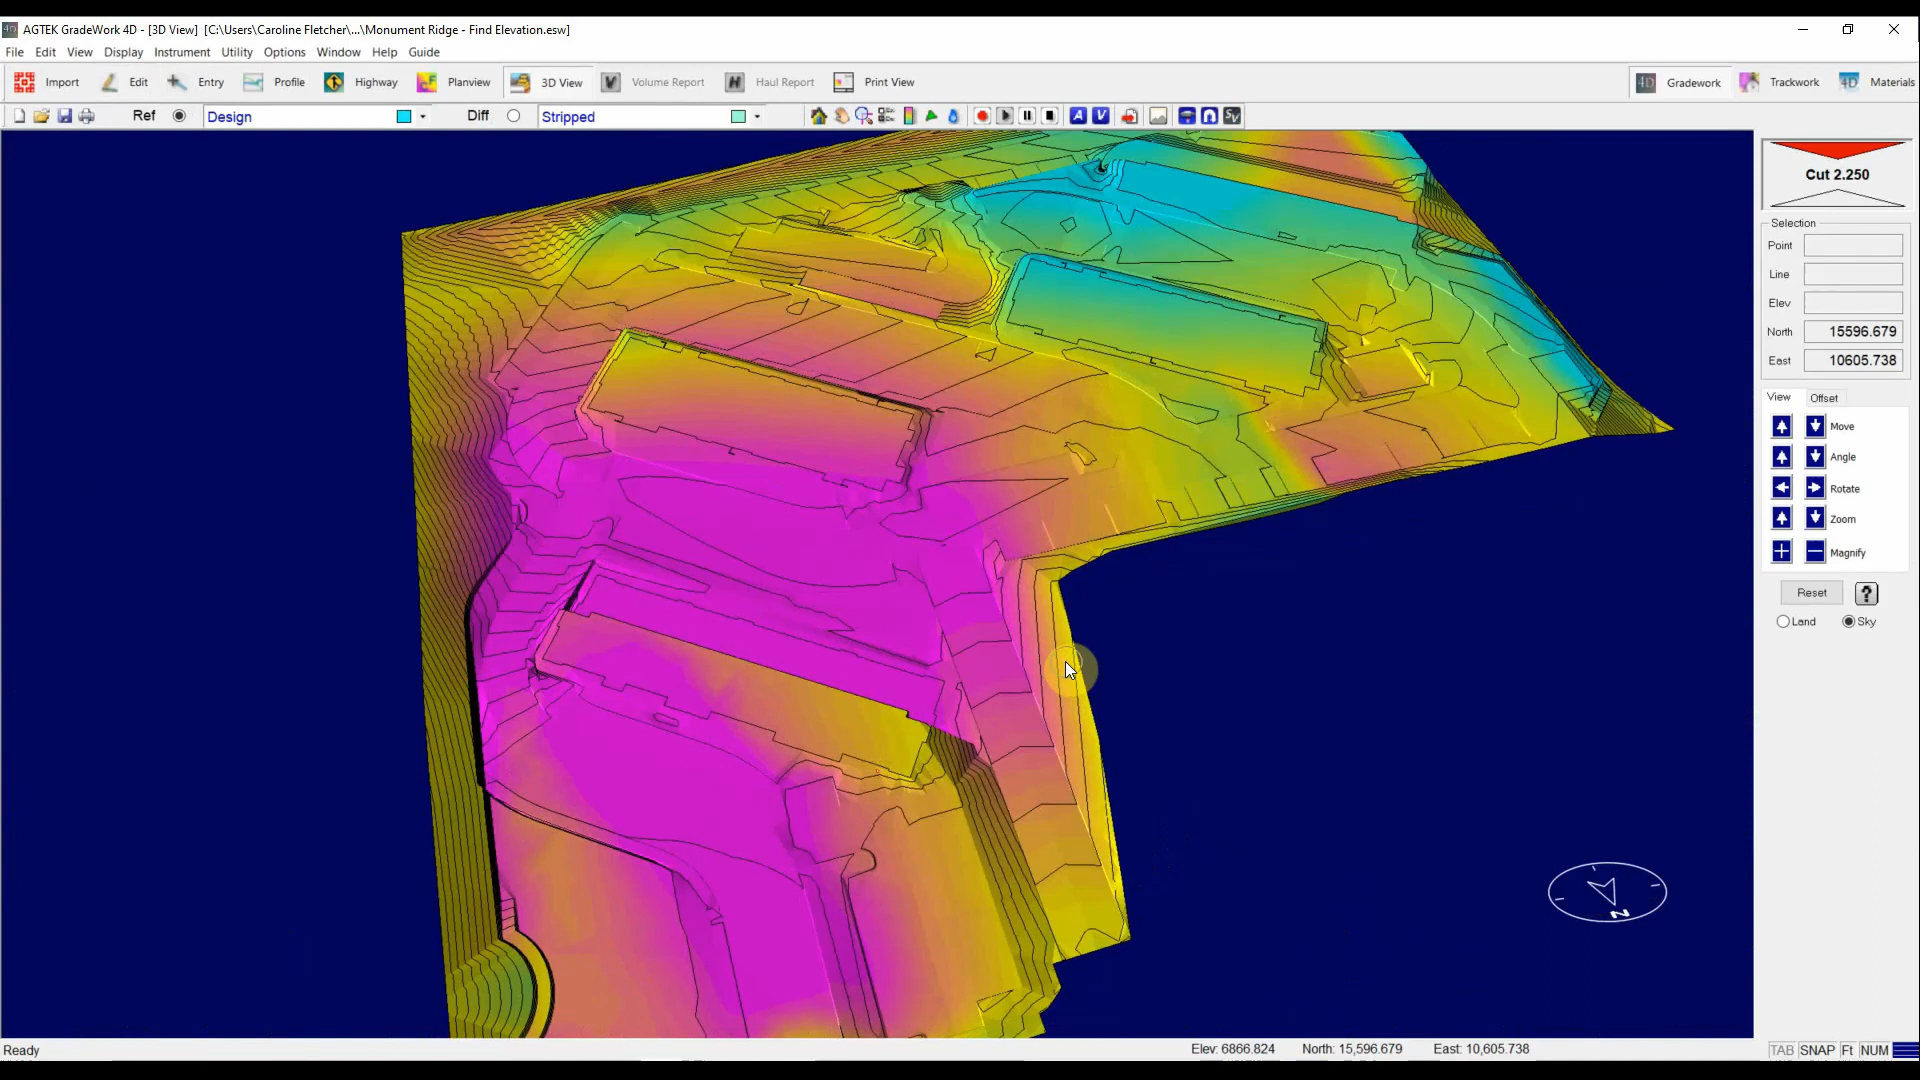 AGTEK GradeWork 4D - [3D View]  [C:\Users\Caroline Fletcher\...\Monument Ridge - Find Elevation.esw]
File Edit View Display Instrument Utility Options Window Help Guide
Import Edit Entry Profile Highway Planview 3D View Volume Report Haul Report Print View Gradework Trackwork Materials
Ref Design Diff Stripped
Cut 2.250
Selection
Point
Line
Elev
North 15596.679
East 10605.738
View Offset
Move
Angle
Rotate
Zoom
Magnify
Reset ?
Land Sky
N
Ready Elev: 6866.824 North: 15,596.679 East: 10,605.738 TAB SNAP Ft NUM